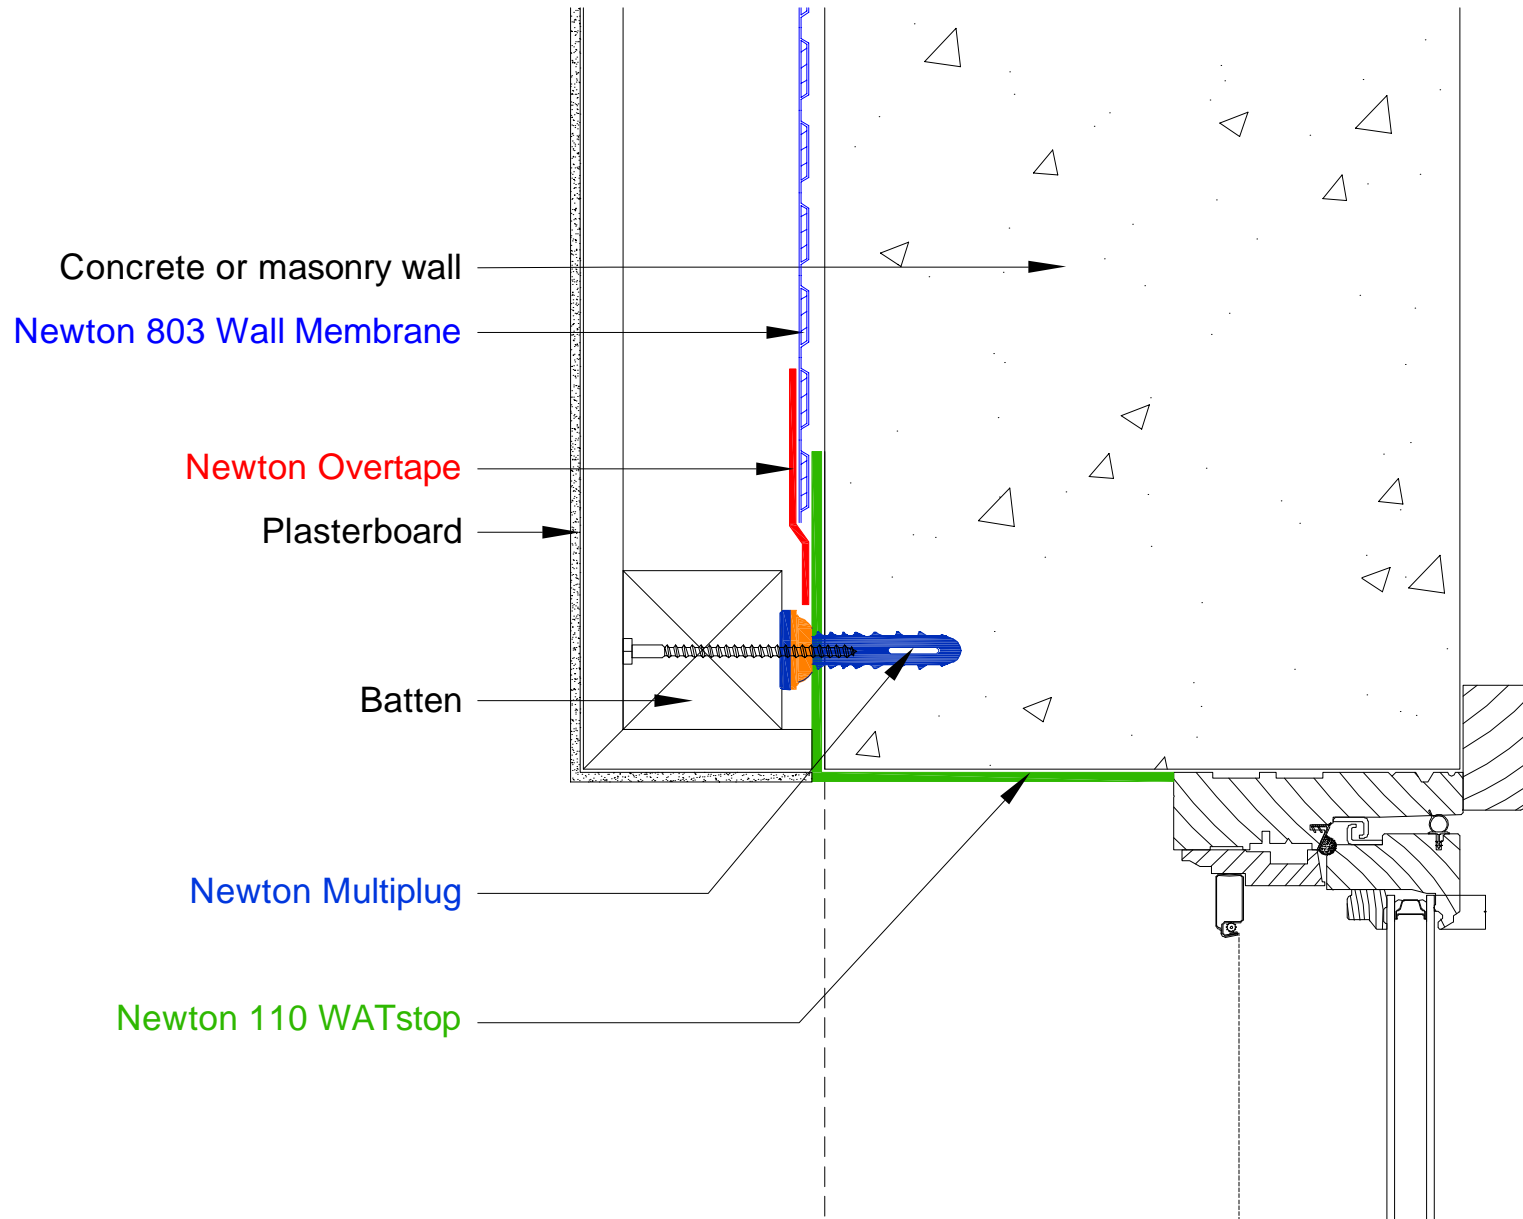 Concrete or masonry wall
Newton 803 Wall Membrane
Newton Overtape
Plasterboard
Batten
Newton Multiplug
Newton 110 WATstop